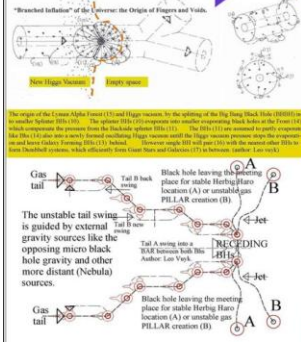 "Branched Inflation" of the Universe: the Origin of Fingers and Voids.
New Higgs Vacuum
Empty space
The origin of the Lyman Alpha Forest (13) and Higgs vacuum, by the splitting of the Big Bang Black Hole (BBBH) in
to smaller Splinter BHs (10). The splinter BHs (10) evaporate into smaller evaporating black holes at the Front (14)
which compensate the pressure from the Backside splinter BHs (11). The BHs (11) are assumed to partly evaporate
like Bhs (14) also into a newly formed oscillating Higgs vacuum until the Higgs vacuum pressure stops the evaporati-
on and leave Galaxy Forming BHs (15) behind. However single BH will pair (16) with the nearest other BHs to
form Dumbbell systems, which efficiently form Giant Stars and Galaxies (17) in between. (author: Leo vuyk)
Gas
tail
Tail B back
swing
Black hole leaving the meeting
place for stable Herbig Haro
location (A) or unstable gas
PILLAR creation (B).
A
B
The unstable tail swing
is guided by external
gravity sources like the
opposing micro black
hole gravity and other
more distant (Nebula)
sources.
Tail B new
swing
Tail A swing into a
BAR between both Bhs
Author: Leo Vuyk.
Jet
RECEDING
BHs
Jet
Gas
tail
Black hole leaving the meeting
place for stable Herbig Haro
location (A) or unstable gas
PILLAR creation (B).
A
B